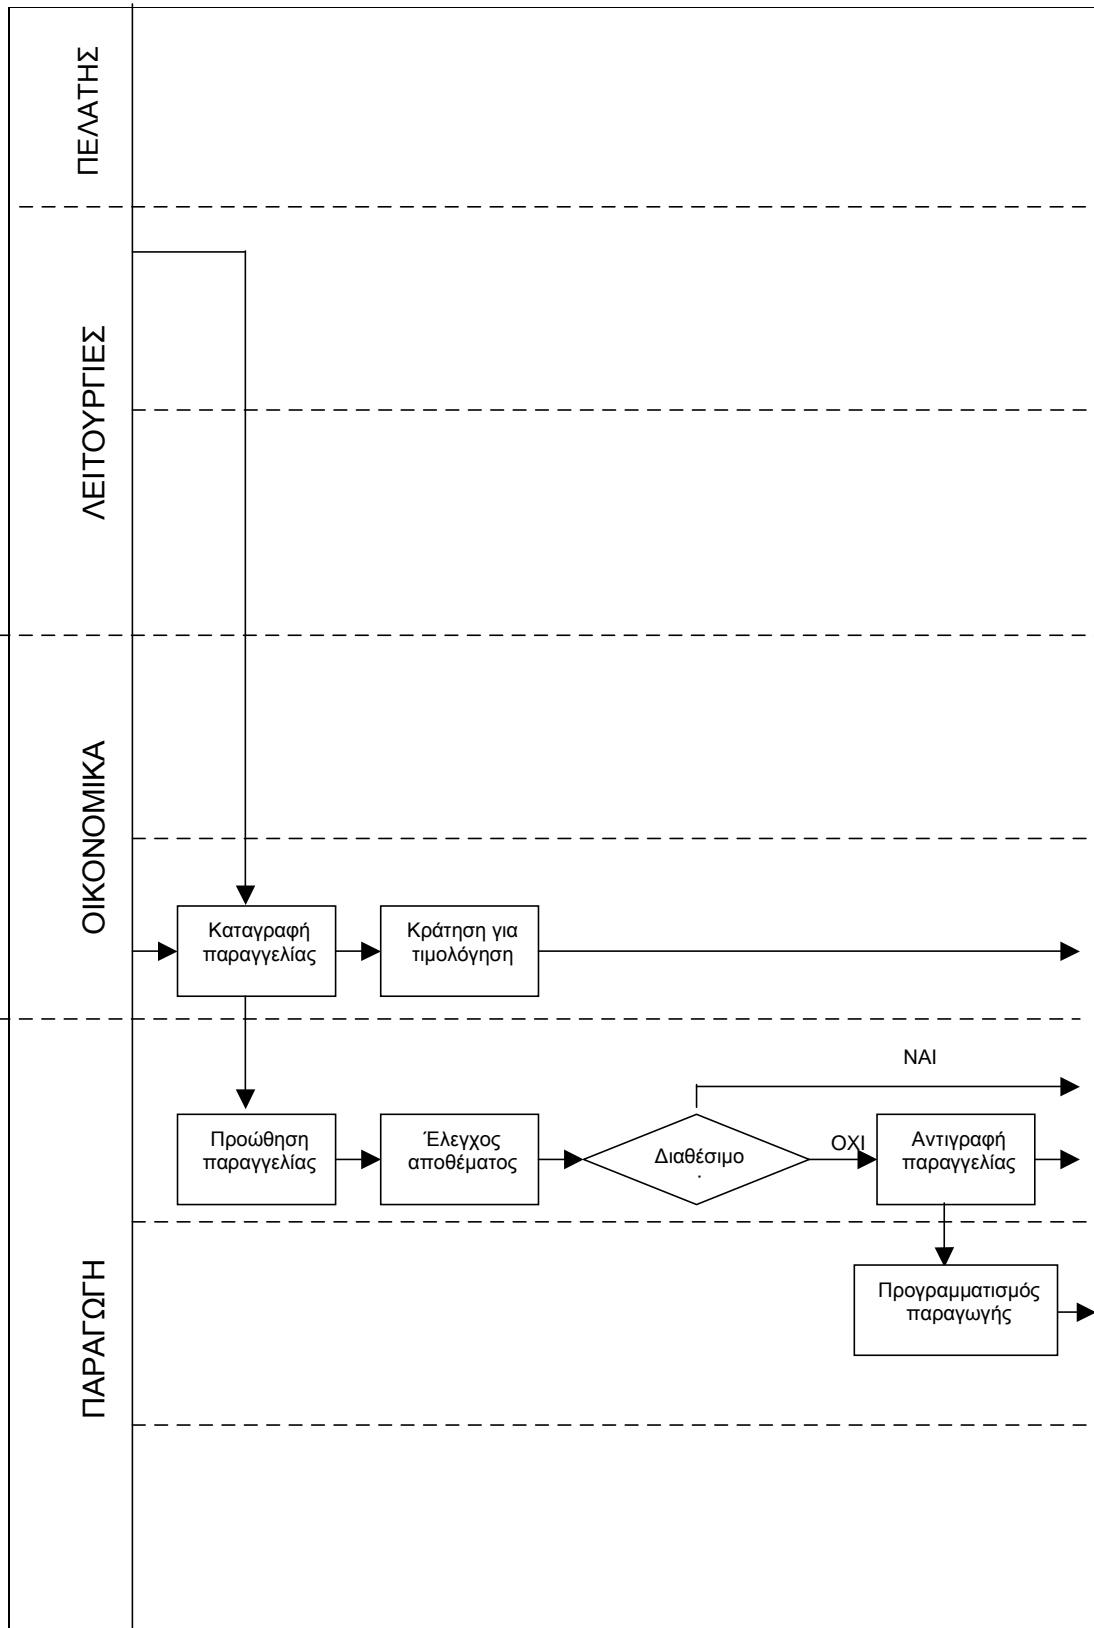 ΠΕΛΑΤΗΣ
ΛΕΙΤΟΥΡΓΙΕΣ
ΟΙΚΟΝΟΜΙΚΑ
Καταγραφή
παραγγελίας
Κράτηση για
τιμολόγηση
ΝΑΙ
Προώθηση
παραγγελίας
Έλεγχος
αποθέματος
Διαθέσιμο
.
ΟΧΙ
Αντιγραφή
παραγγελίας
ΠΑΡΑΓΩΓΗ
Προγραμματισμός
παραγωγής